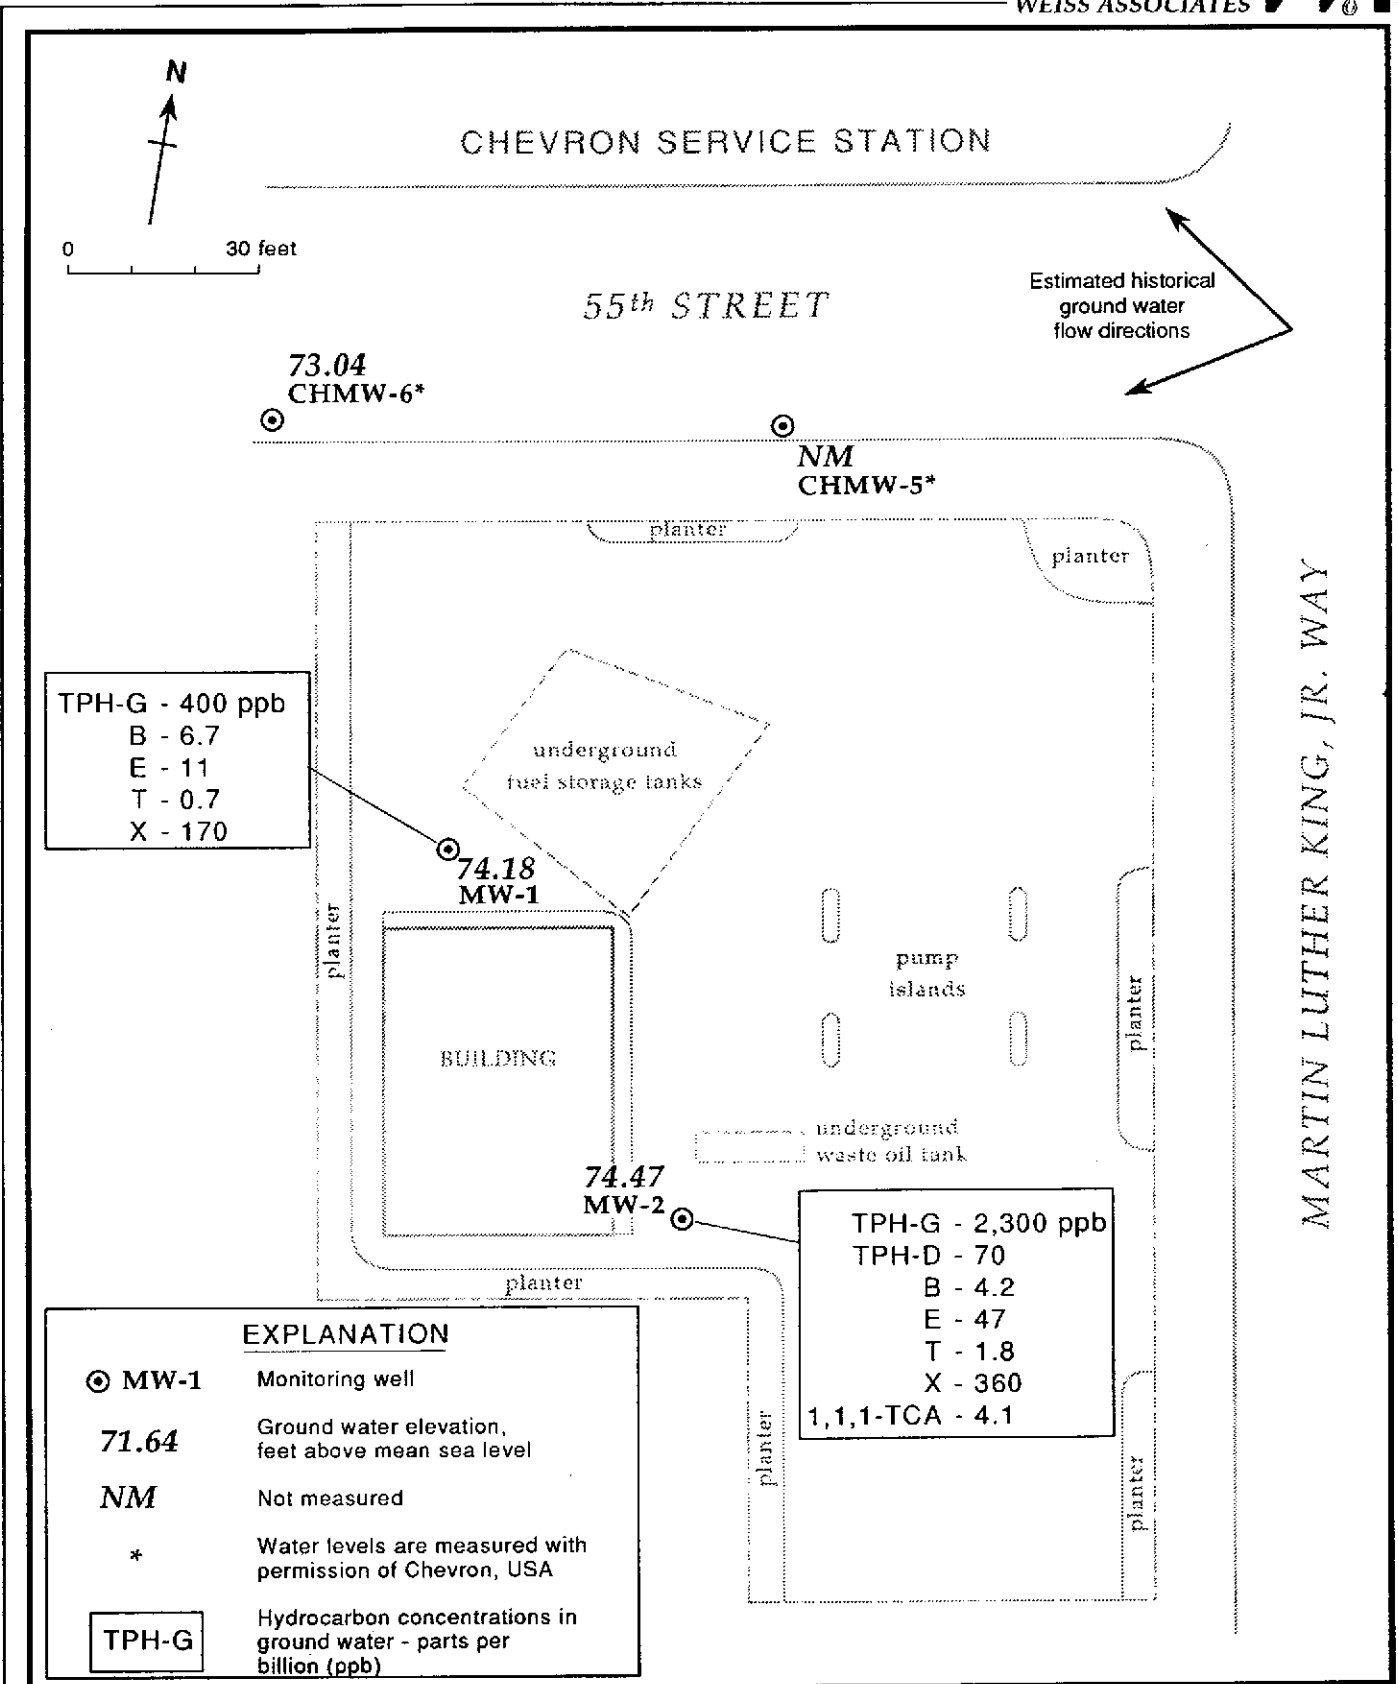 WEISS ASSOCIATES
N
CHEVRON SERVICE STATION
0 30 feet
55th STREET
Estimated historical
ground water
flow directions
73.04
CHMW-6*
NM
CHMW-5*
planter
planter
MARTIN LUTHER KING, JR. WAY
TPH-G - 400 ppb
B - 6.7
E - 11
T - 0.7
X - 170
underground
fuel storage tanks
74.18
MW-1
planter
pump
islands
planter
BUILDING
underground
waste oil tank
74.47
MW-2
TPH-G - 2,300 ppb
TPH-D - 70
B - 4.2
E - 47
T - 1.8
X - 360
1,1,1-TCA - 4.1
planter
planter
planter
EXPLANATION
MW-1 Monitoring well
71.64 Ground water elevation,
feet above mean sea level
NM Not measured
* Water levels are measured with
permission of Chevron, USA
TPH-G Hydrocarbon concentrations in
ground water - parts per
billion (ppb)